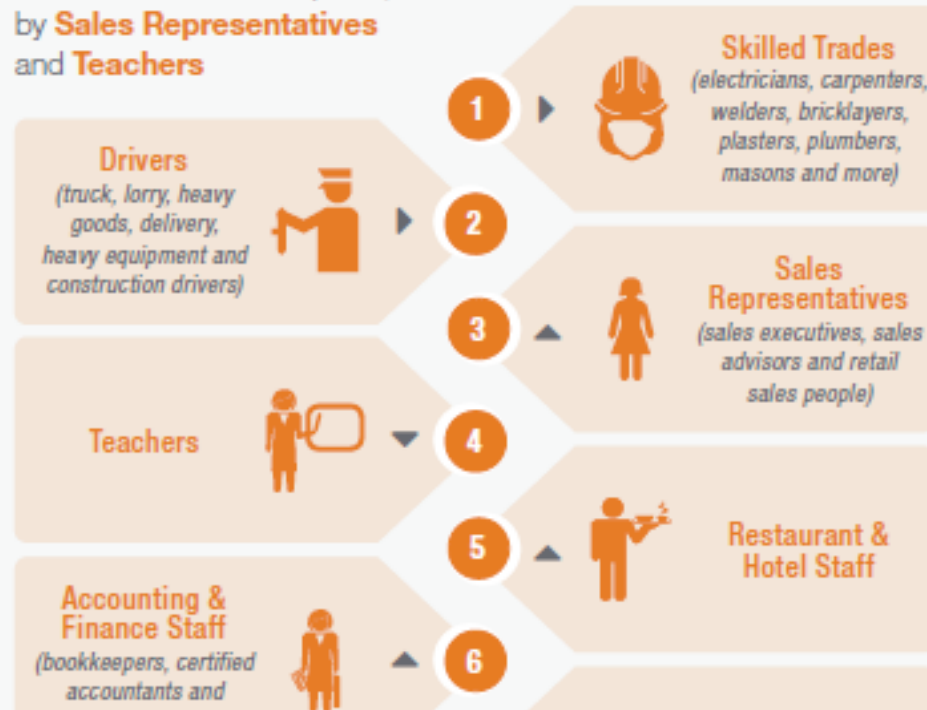 by Sales Representatives
and Teachers
1
Skilled Trades
(electricians, carpenters,
welders, bricklayers,
plasters, plumbers,
masons and more)
Drivers
(truck, lorry, heavy
goods, delivery,
heavy equipment and
construction drivers)
2
3
Sales
Representatives
(sales executives, sales
advisors and retail
sales people)
Teachers
4
5
Restaurant &
Hotel Staff
Accounting &
Finance Staff
(bookkeepers, certified
accountants and
6